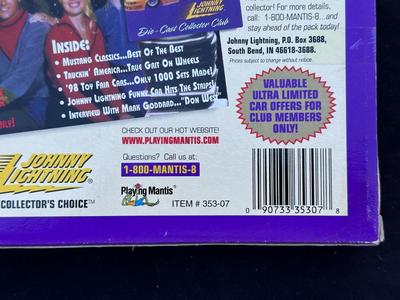 JOHNNY
LIGHTNING
DIE-CAST COLLECTOR CLUB
INSIDE:
• MUSTANG CLASSICS...BEST OF THE BEST
• TRUCKIN' AMERICA...TRUE GRIT ON WHEELS
• '98 TOY FAIR CARS...ONLY 1000 SETS MADE!
• JOHNNY LIGHTNING FUNNY CAR HITS THE STRIPS!
• INTERVIEW WITH MARK GODDARD..."DON WEST"
ONLY!
collector! For more details,
call: 1-800-MANTIS-8...and
stay ahead of the pack today!
Johnny Lightning, P.O. Box 3688,
South Bend, IN 46618-3688.
Prices subject to change without notice.
VALUABLE
ULTRA LIMITED
CAR OFFERS FOR
CLUB MEMBERS
ONLY!
CHECK OUT OUR HOT WEBSITE!
WWW.PLAYINGMANTIS.COM
Questions? Call us at:
1-800-MANTIS-8
Playing Mantis
ITEM # 353-07
JOHNNY
LIGHTNING®
COLLECTOR'S CHOICE™
0 90733 35307 8